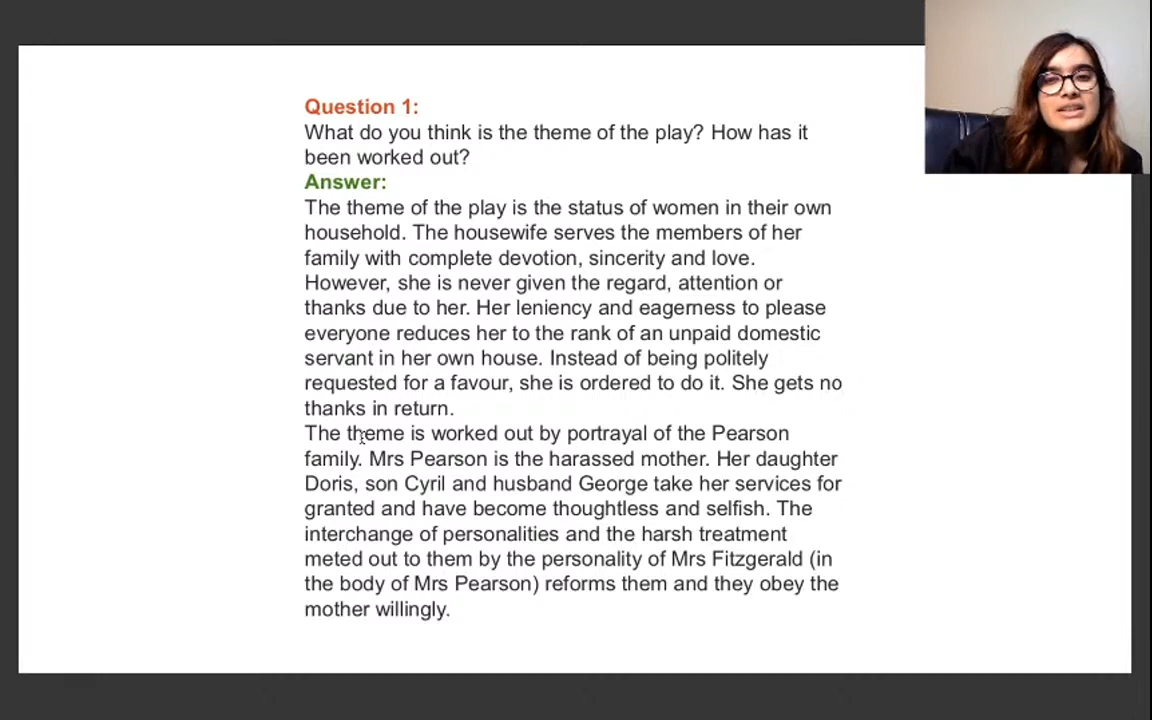 Question 1:
What do you think is the theme of the play? How has it
been worked out?
Answer:
The theme of the play is the status of women in their own
household. The housewife serves the members of her
family with complete devotion, sincerity and love.
However, she is never given the regard, attention or
thanks due to her. Her leniency and eagerness to please
everyone reduces her to the rank of an unpaid domestic
servant in her own house. Instead of being politely
requested for a favour, she is ordered to do it. She gets no
thanks in return.
The theme is worked out by portrayal of the Pearson
family. Mrs Pearson is the harassed mother. Her daughter
Doris, son Cyril and husband George take her services for
granted and have become thoughtless and selfish. The
interchange of personalities and the harsh treatment
meted out to them by the personality of Mrs Fitzgerald (in
the body of Mrs Pearson) reforms them and they obey the
mother willingly.